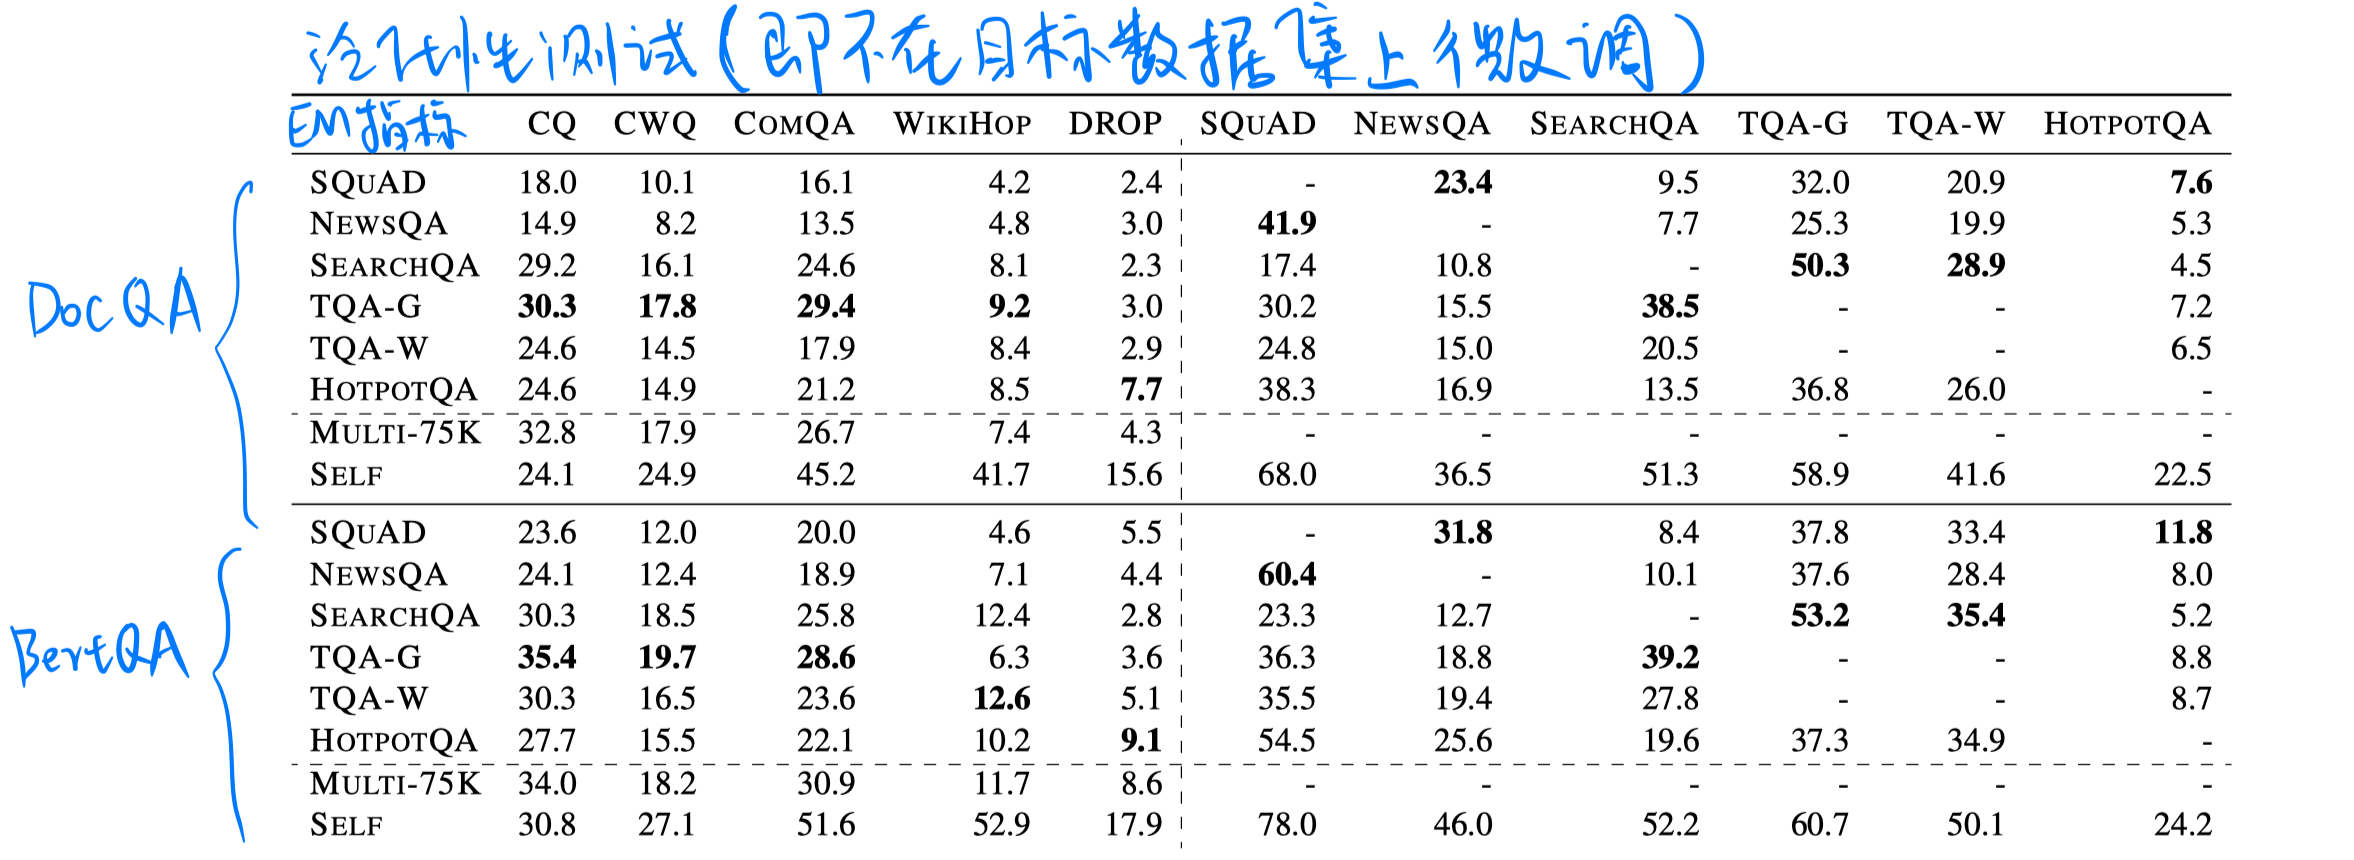 泛化性测试(即不在目标数据集上微调)
EM指标 CQ CWQ COMQA WIKIHOP DROP SQUAD NEWSQA SEARCHQA TQA-G TQA-W HOTPOTQA
SQUAD 18.0 10.1 16.1 4.2 2.4 - 23.4 9.5 32.0 20.9 7.6
NEWSQA 14.9 8.2 13.5 4.8 3.0 41.9 - 7.7 25.3 19.9 5.3
SEARCHQA 29.2 16.1 24.6 8.1 2.3 17.4 10.8 - 50.3 28.9 4.5
DocQA
TQA-G 30.3 17.8 29.4 9.2 3.0 30.2 15.5 38.5 - - 7.2
TQA-W 24.6 14.5 17.9 8.4 2.9 24.8 15.0 20.5 - - 6.5
HOTPOTQA 24.6 14.9 21.2 8.5 7.7 38.3 16.9 13.5 36.8 26.0 -
MULTI-75K 32.8 17.9 26.7 7.4 4.3 - - - - - -
SELF 24.1 24.9 45.2 41.7 15.6 68.0 36.5 51.3 58.9 41.6 22.5
SQUAD 23.6 12.0 20.0 4.6 5.5 - 31.8 8.4 37.8 33.4 11.8
NEWSQA 24.1 12.4 18.9 7.1 4.4 60.4 - 10.1 37.6 28.4 8.0
SEARCHQA 30.3 18.5 25.8 12.4 2.8 23.3 12.7 - 53.2 35.4 5.2
BertQA
TQA-G 35.4 19.7 28.6 6.3 3.6 36.3 18.8 39.2 - - 8.8
TQA-W 30.3 16.5 23.6 12.6 5.1 35.5 19.4 27.8 - - 8.7
HOTPOTQA 27.7 15.5 22.1 10.2 9.1 54.5 25.6 19.6 37.3 34.9 -
MULTI-75K 34.0 18.2 30.9 11.7 8.6 - - - - - -
SELF 30.8 27.1 51.6 52.9 17.9 78.0 46.0 52.2 60.7 50.1 24.2